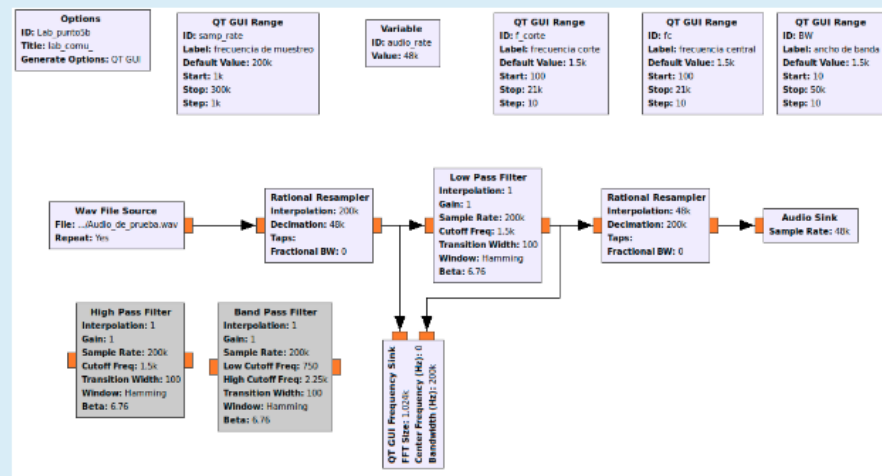 Options
ID: Lab_punto5b
Title: lab_comu_
Generate Options: QT GUI
QT GUI Range
ID: samp_rate
Label: frecuencia de muestreo
Default Value: 200k
Start: 1k
Stop: 300k
Step: 1k
Variable
ID: audio_rate
Value: 48k
QT GUI Range
ID: f_corte
Label: frecuencia corte
Default Value: 1.5k
Start: 100
Stop: 21k
Step: 10
QT GUI Range
ID: fc
Label: frecuencia central
Default Value: 1.5k
Start: 100
Stop: 21k
Step: 10
QT GUI Range
ID: BW
Label: ancho de banda
Default Value: 1.5k
Start: 10
Stop: 50k
Step: 10
Wav File Source
File: .../Audio_de_prueba.wav
Repeat: Yes
Rational Resampler
Interpolation: 200k
Decimation: 48k
Taps:
Fractional BW: 0
Low Pass Filter
Interpolation: 1
Gain: 1
Sample Rate: 200k
Cutoff Freq: 1.5k
Transition Width: 100
Window: Hamming
Beta: 6.76
Rational Resampler
Interpolation: 48k
Decimation: 200k
Taps:
Fractional BW: 0
Audio Sink
Sample Rate: 48k
High Pass Filter
Interpolation: 1
Gain: 1
Sample Rate: 200k
Cutoff Freq: 1.5k
Transition Width: 100
Window: Hamming
Beta: 6.76
Band Pass Filter
Interpolation: 1
Gain: 1
Sample Rate: 200k
Low Cutoff Freq: 750
High Cutoff Freq: 2.25k
Transition Width: 100
Window: Hamming
Beta: 6.76
QT GUI Frequency Sink
FFT Size: 1.024k
Center Frequency (Hz): 0
Bandwidth (Hz): 200k